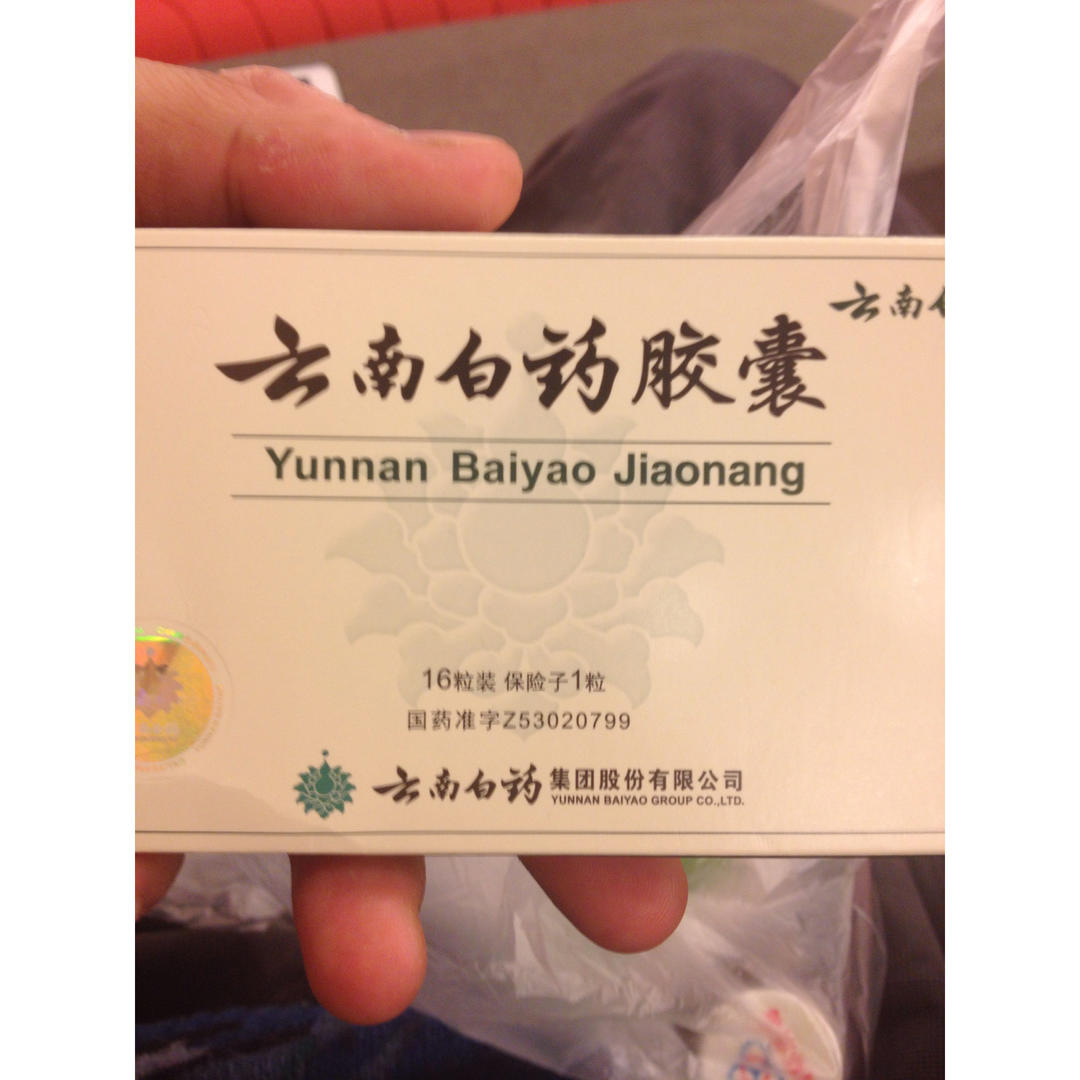 云南白药胶囊
云南
Yunnan Baiyao Jiaonang
16粒装 保险子1粒
国药准字Z53020799
云南白药 集团股份有限公司
YUNNAN BAIYAO GROUP CO.,LTD.